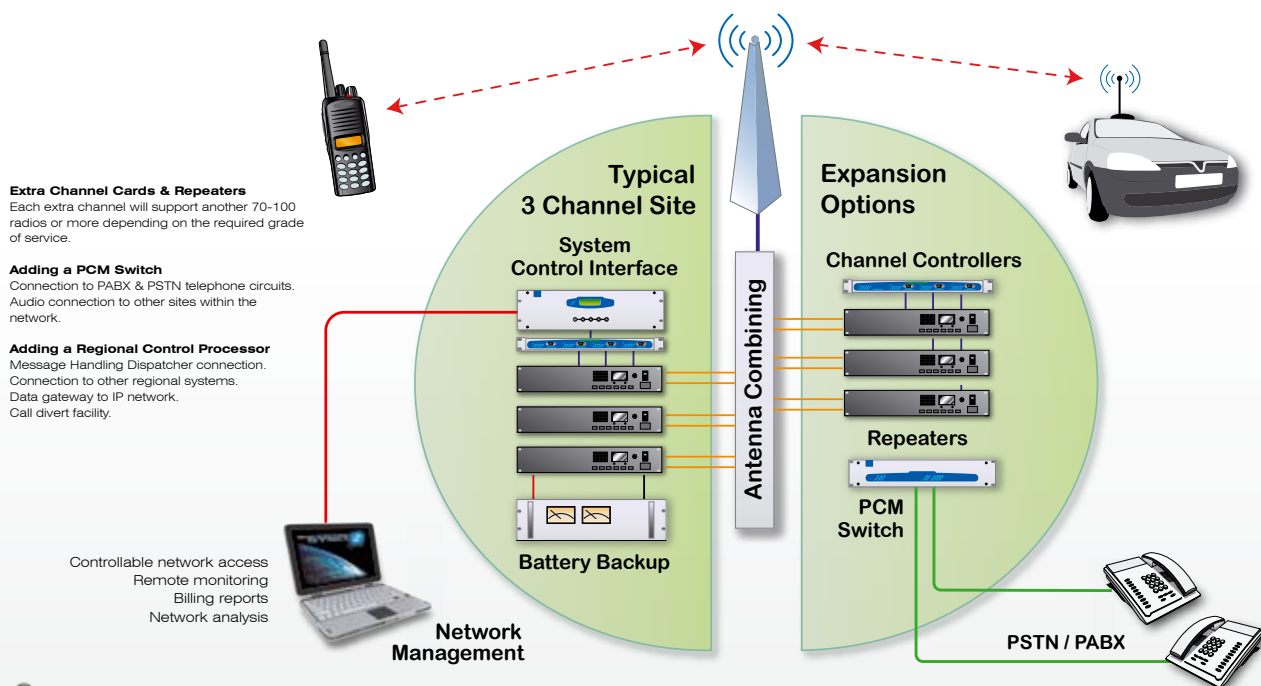 Extra Channel Cards & Repeaters
Each extra channel will support another 70-100
radios or more depending on the required grade
of service.
Adding a PCM Switch
Connection to PABX & PSTN telephone circuits.
Audio connection to other sites within the
network.
Adding a Regional Control Processor
Message Handling Dispatcher connection.
Connection to other regional systems.
Data gateway to IP network.
Call divert facility.
Controllable network access
Remote monitoring
Billing reports
Network analysis
Network
Management
Typical
3 Channel Site
System
Control Interface
Battery Backup
Antenna Combining
Expansion
Options
Channel Controllers
Repeaters
PCM
Switch
PSTN / PABX